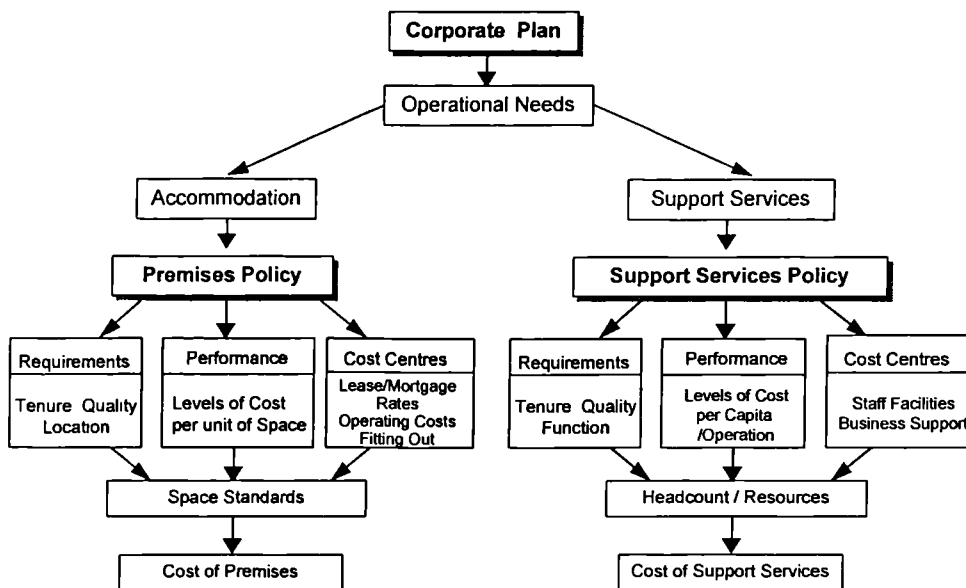 Corporate Plan
Operational Needs
Accommodation
Support Services
Premises Policy
Support Services Policy
Requirements
Tenure Quality
Location
Performance
Levels of Cost
per unit of Space
Cost Centres
Lease/Mortgage
Rates
Operating Costs
Fitting Out
Requirements
Tenure Quality
Function
Performance
Levels of Cost
per Capita
/Operation
Cost Centres
Staff Facilities
Business Support
Space Standards
Headcount / Resources
Cost of Premises
Cost of Support Services